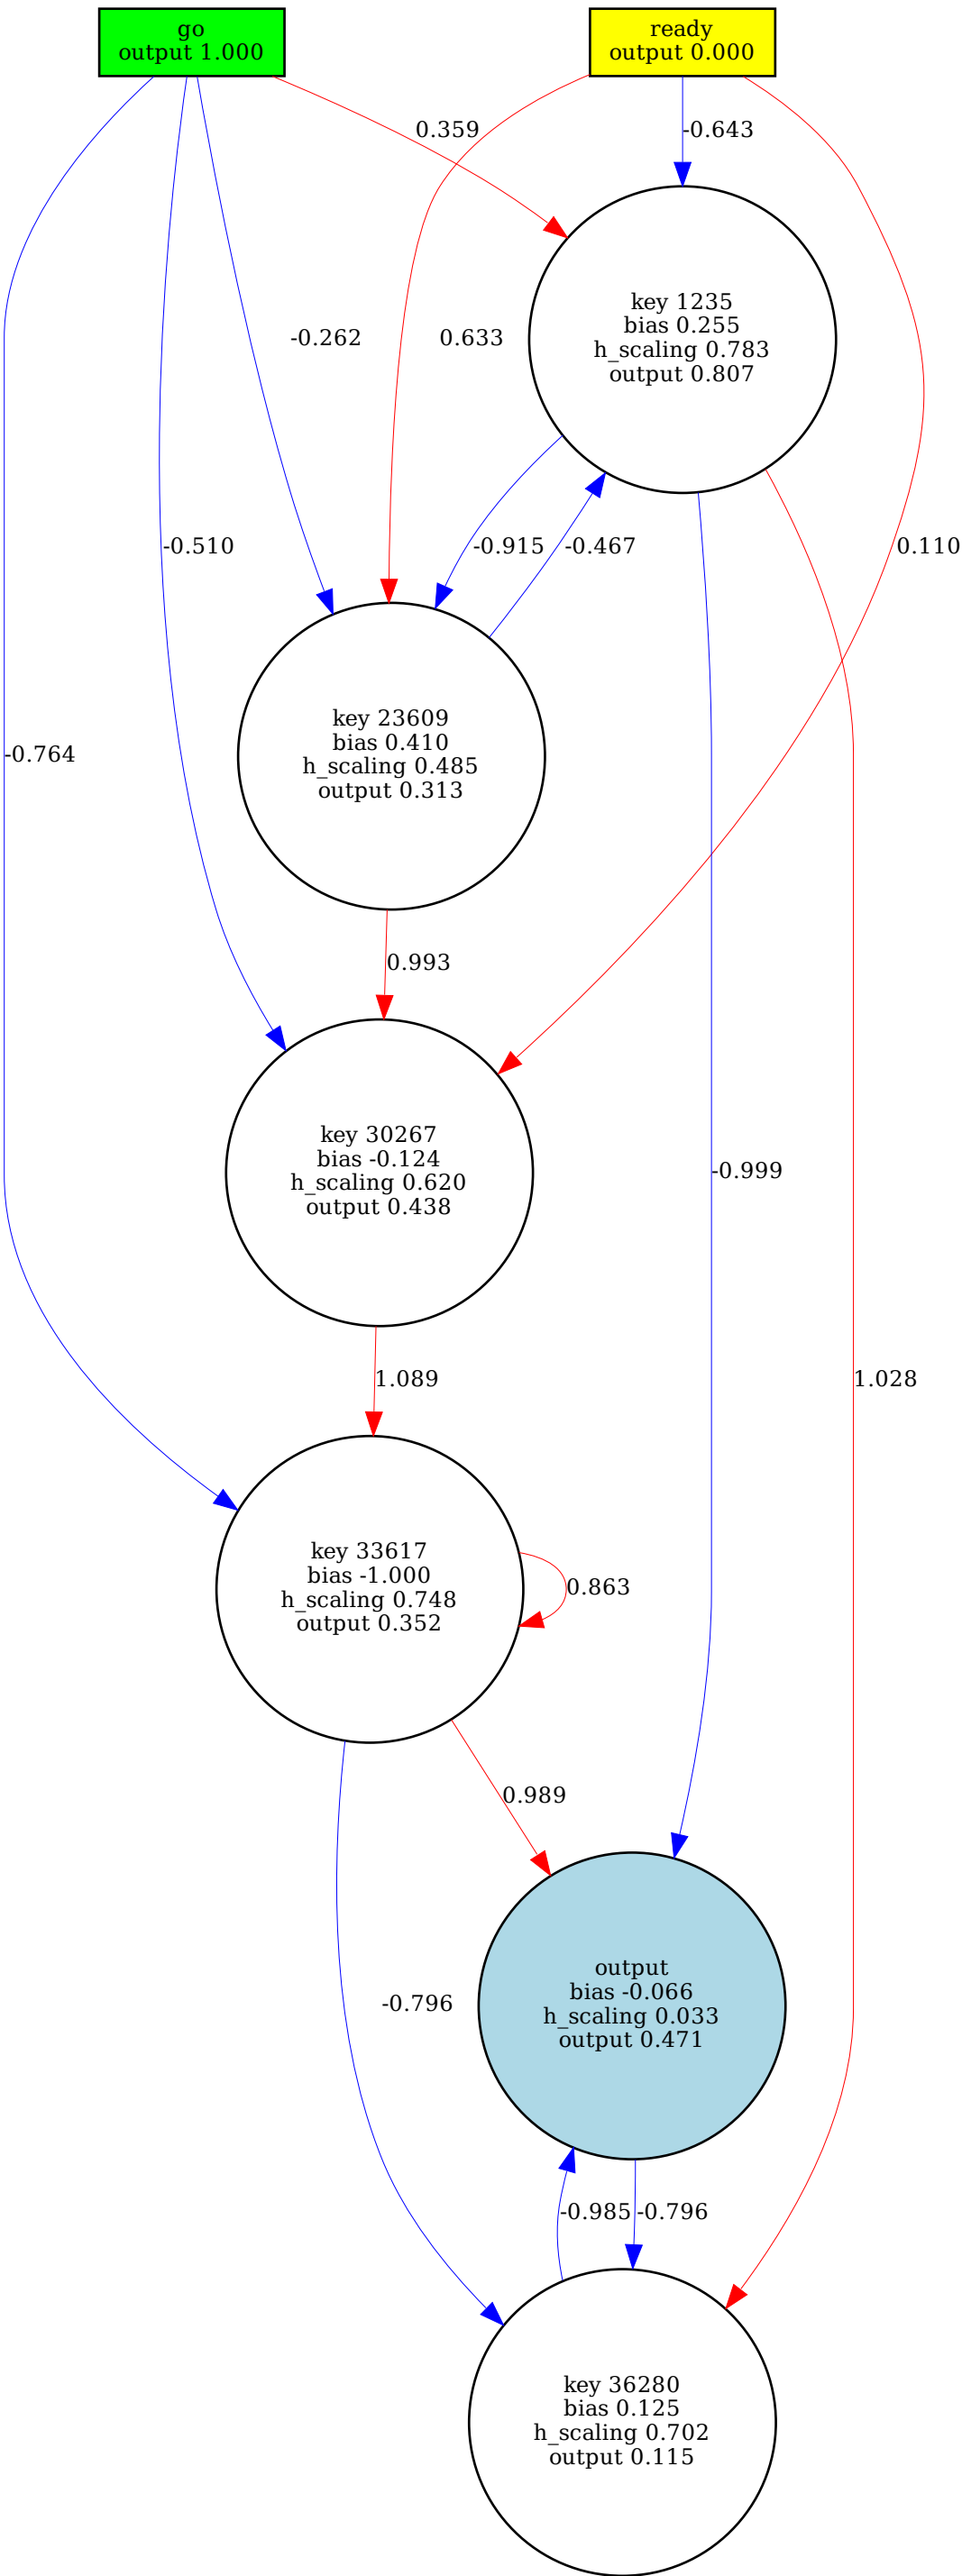 go
output 1.000
ready
output 0.000
0.359
-0.643
key 1235
bias 0.255
h_scaling 0.783
output 0.807
-0.262
0.633
-0.510
-0.915
-0.467
0.110
key 23609
bias 0.410
h_scaling 0.485
output 0.313
-0.764
0.993
key 30267
bias -0.124
h_scaling 0.620
output 0.438
-0.999
1.089
1.028
key 33617
bias -1.000
h_scaling 0.748
output 0.352
0.863
0.989
output
bias -0.066
h_scaling 0.033
output 0.471
-0.796
-0.985
-0.796
key 36280
bias 0.125
h_scaling 0.702
output 0.115